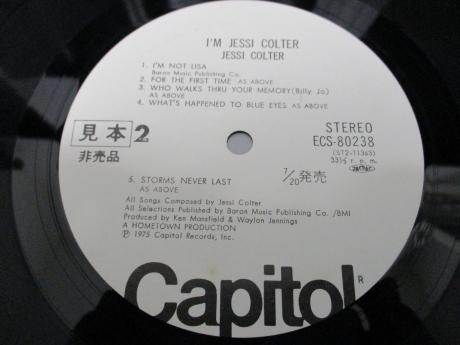 I'M JESSI COLTER
JESSI COLTER
1. I'M NOT LISA
Baron Music Publishing Co.
2. FOR THE FIRST TIME AS ABOVE
3. WHO WALKS THRU YOUR MEMORY(Billy Jo)
AS ABOVE
4. WHAT'S HAPPENED TO BLUE EYES AS ABOVE
見本 2
非売品
STEREO
ECS-80238
(ST2-11363)
33⅓ r. p. m.
5. STORMS NEVER LAST
AS ABOVE
1/20発売
All Songs Composed by Jessi Colter
All Selections Published by Baron Music Publishing Co. /BMI
Produced by Ken Mansfield & Waylon Jennings
A HOMETOWN PRODUCTION
Ⓟ 1975 Capitol Records, Inc.
Capitol®